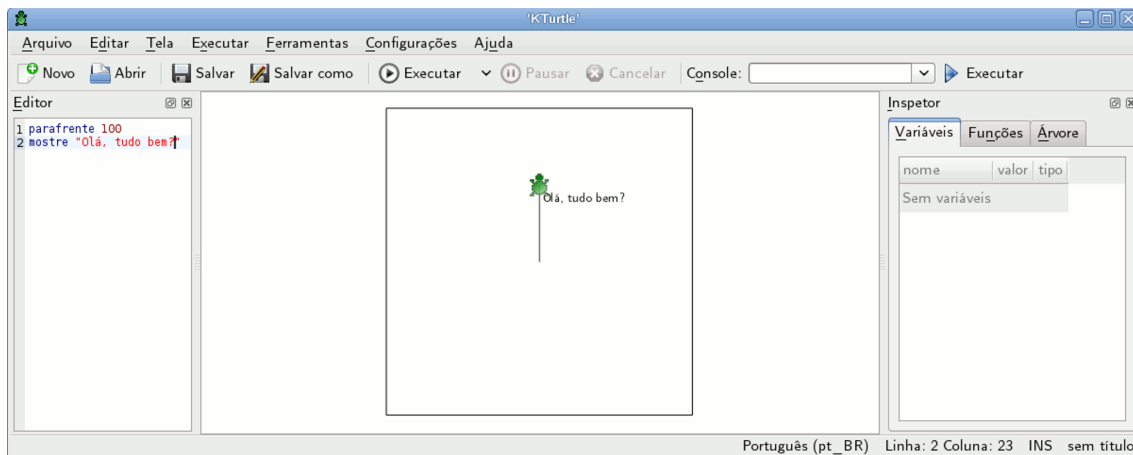 'KTurtle'
Arquivo Editar Tela Executar Ferramentas Configurações Ajuda
Novo Abrir Salvar Salvar como Executar Pausar Cancelar Console: Executar
Editor
1 parafrente 100
2 mostre "Olá, tudo bem?"
Olá, tudo bem?
Inspetor
Variáveis Funções Árvore
nome valor tipo
Sem variáveis
Português (pt_BR) Linha: 2 Coluna: 23 INS sem título